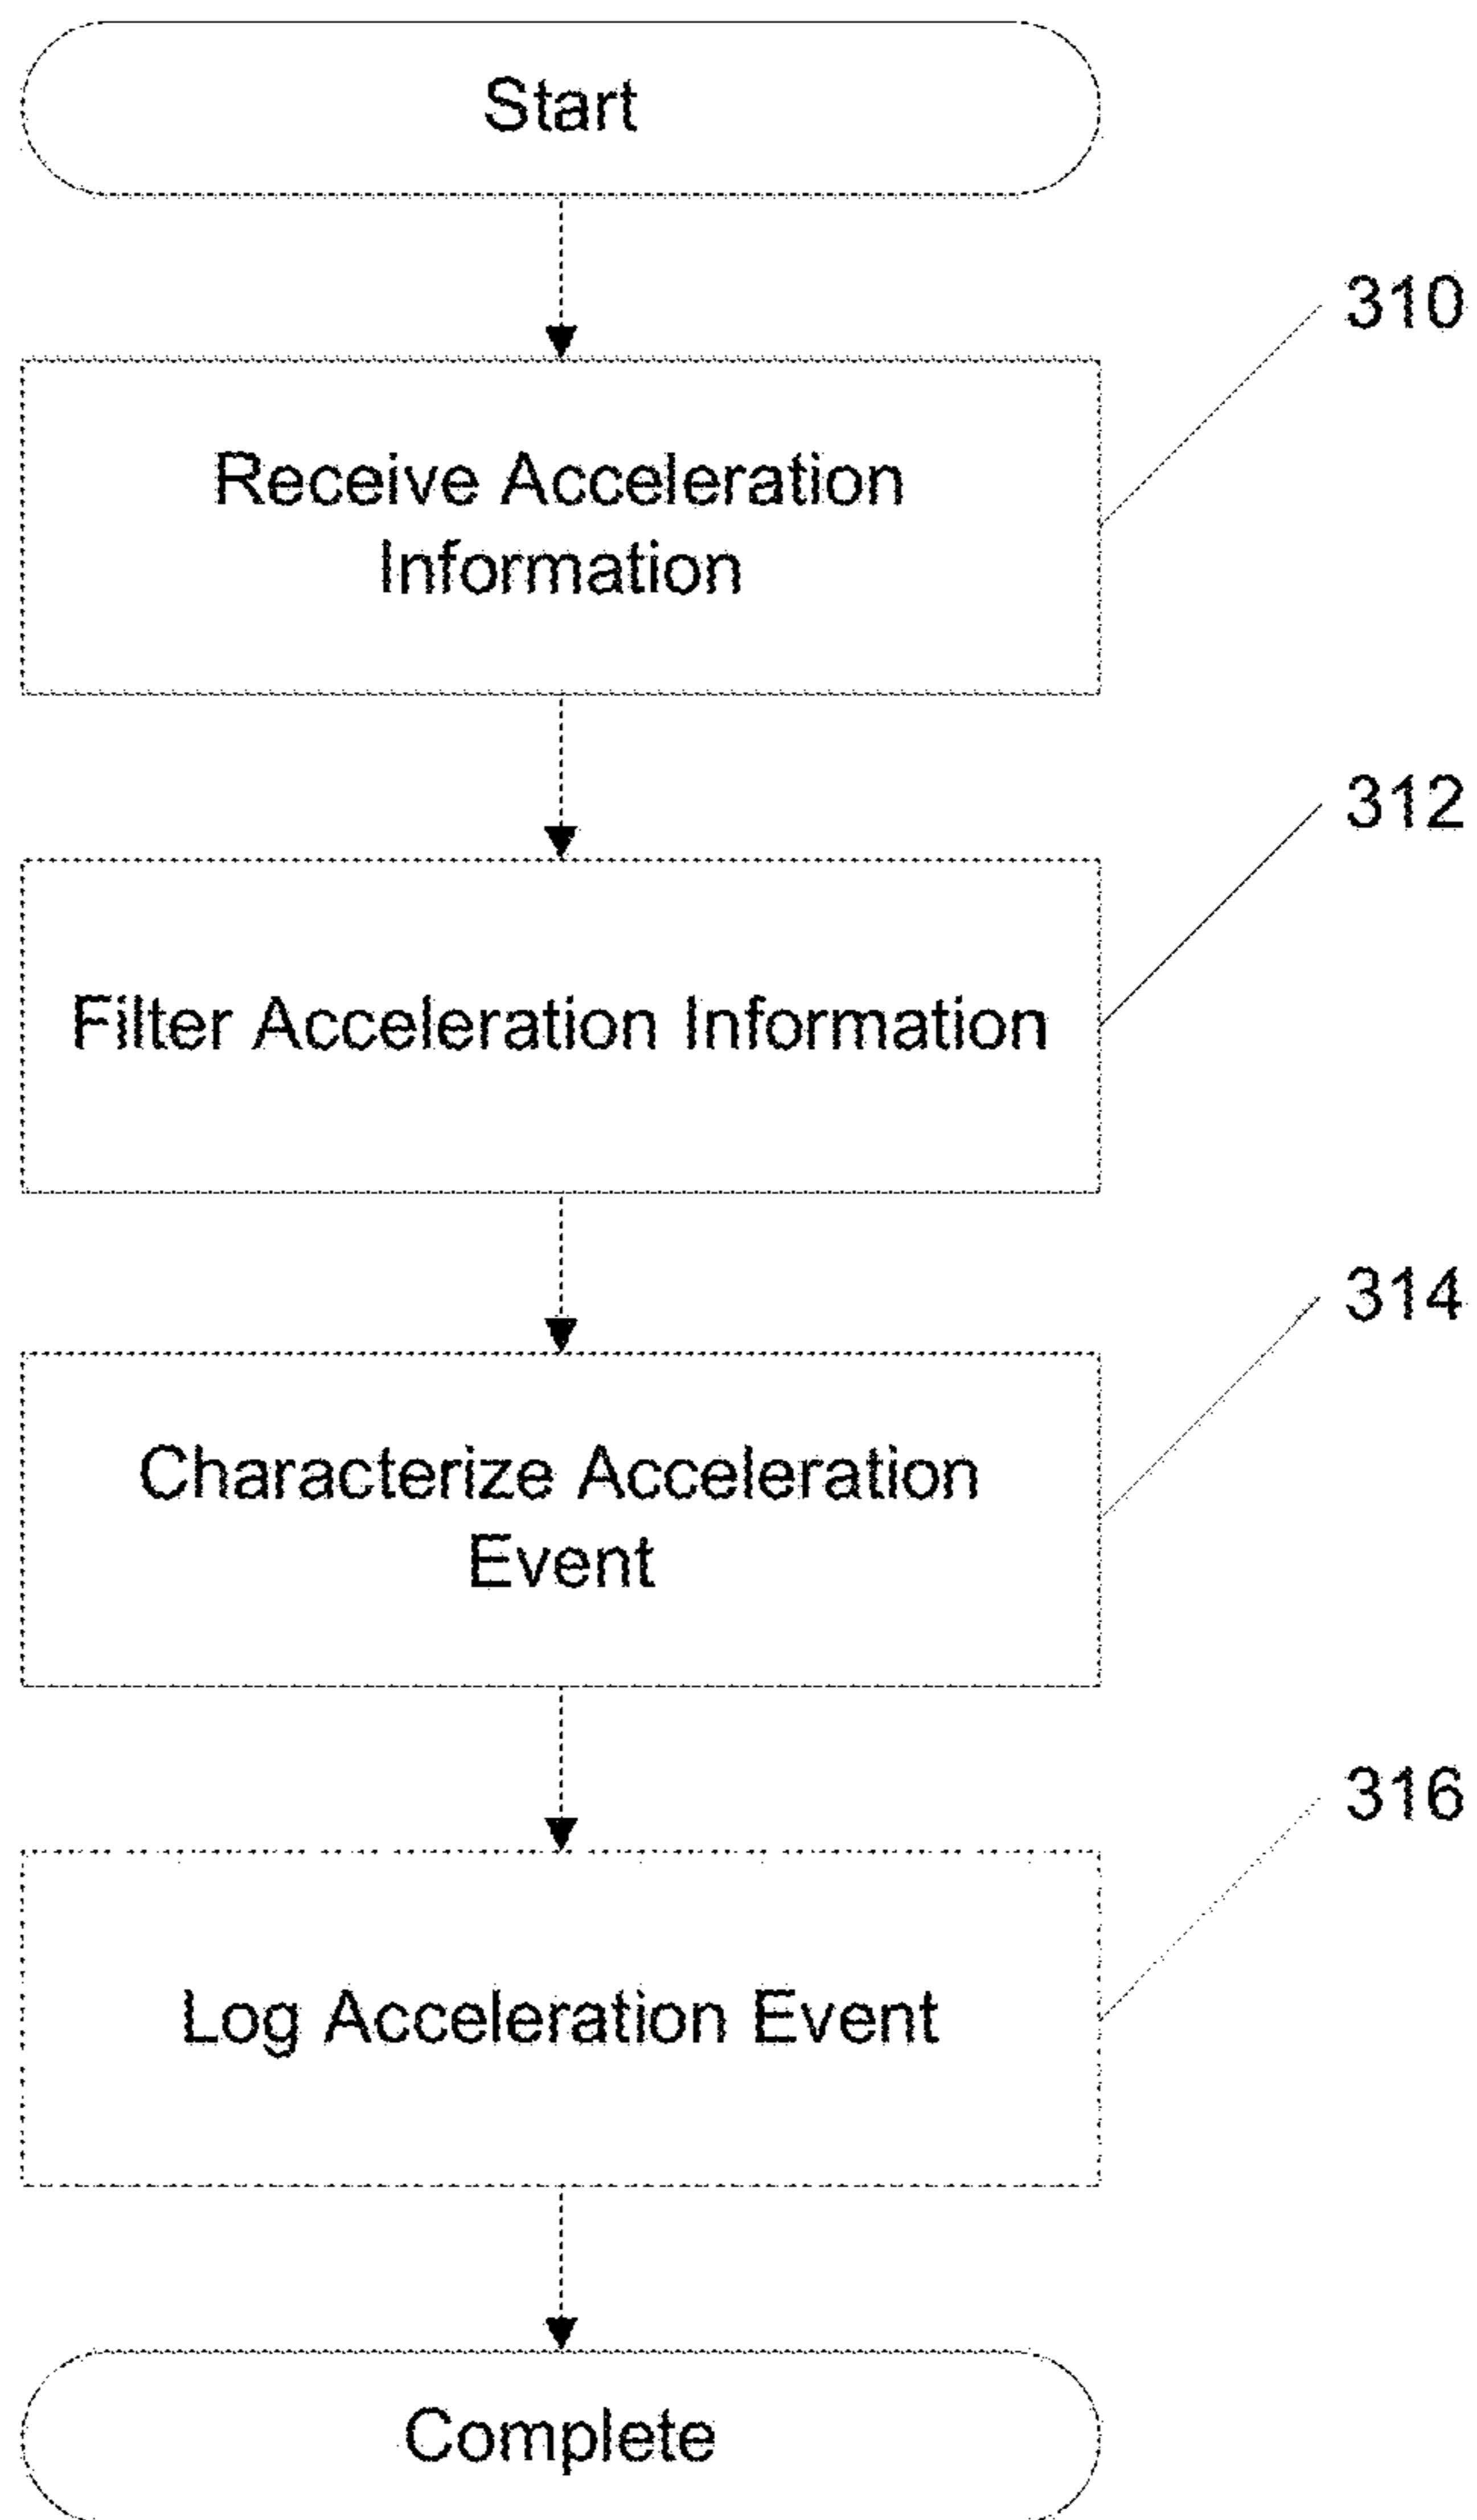 Start
310
Receive Acceleration
Information
312
Filter Acceleration Information
314
Characterize Acceleration
Event
316
Log Acceleration Event
Complete